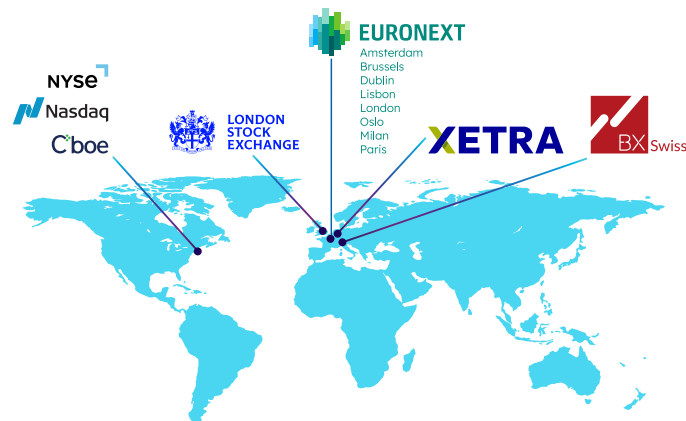 NYSE
Nasdaq
Cboe
LONDON
STOCK
EXCHANGE
EURONEXT
Amsterdam
Brussels
Dublin
Lisbon
London
Oslo
Milan
Paris
XETRA
BX Swiss